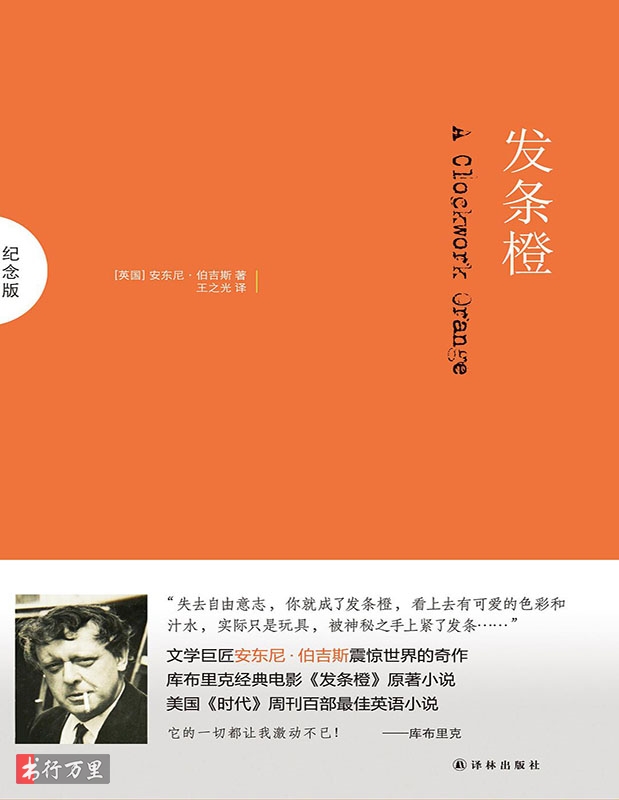 发条橙
A Clockwork Orange
纪念版
[英国] 安东尼·伯吉斯 著
王之光 译
“失去自由意志，你就成了发条橙，看上去有可爱的色彩和
汁水，实际只是玩具，被神秘之手上紧了发条……”
文学巨匠安东尼·伯吉斯震惊世界的奇作
库布里克经典电影《发条橙》原著小说
美国《时代》周刊百部最佳英语小说
它的一切都让我激动不已！ ——库布里克
书行万里
译林出版社